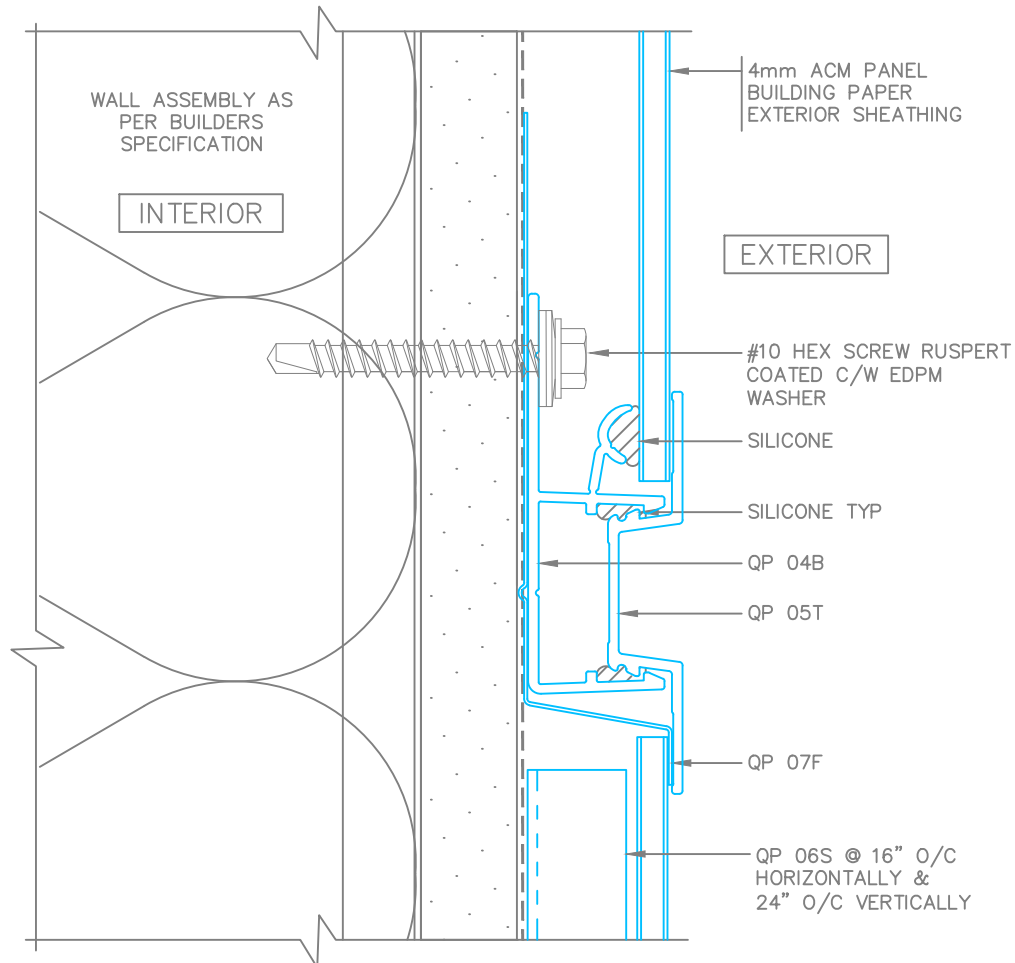 WALL ASSEMBLY AS
PER BUILDERS
SPECIFICATION
INTERIOR
4mm ACM PANEL
BUILDING PAPER
EXTERIOR SHEATHING
EXTERIOR
#10 HEX SCREW RUSPERT
COATED C/W EDPM
WASHER
SILICONE
SILICONE TYP
QP 04B
QP 05T
QP 07F
QP 06S @ 16" O/C
HORIZONTALLY &
24" O/C VERTICALLY